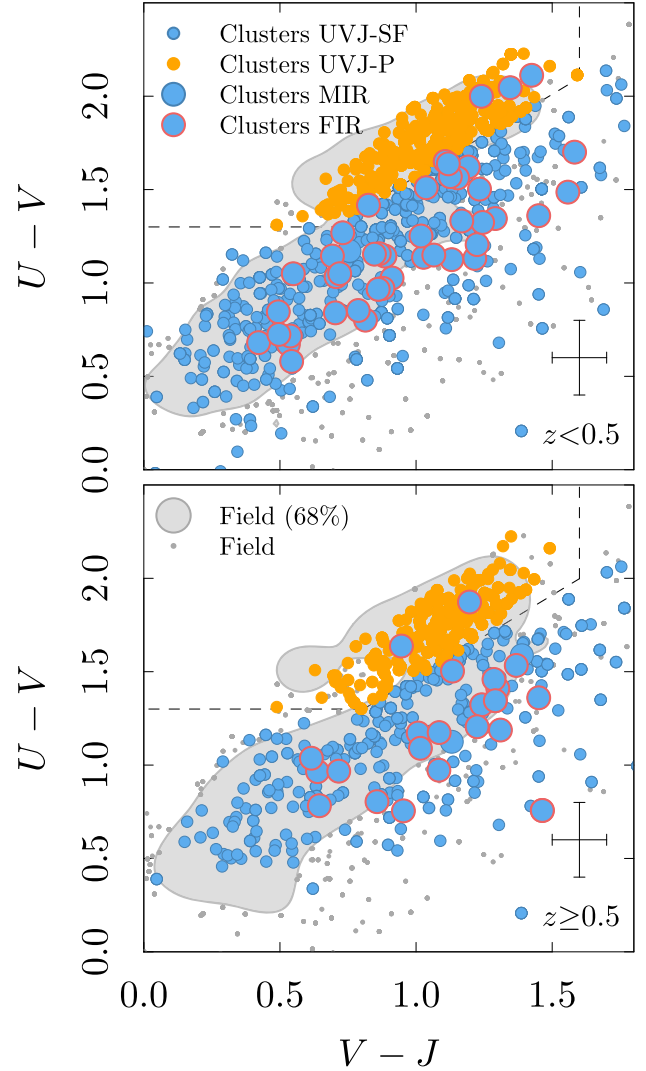 Clusters UVJ-SF
Clusters UVJ-P
Clusters MIR
Clusters FIR
2.0
1.5
1.0
0.5
0.0
U − V
z<0.5
Field (68%)
Field
2.0
1.5
1.0
0.5
0.0
U − V
z≥0.5
0.0 0.5 1.0 1.5
V − J